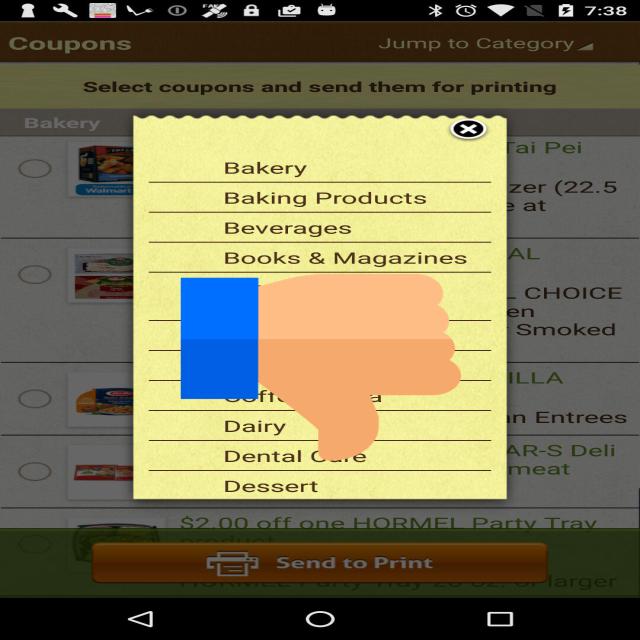 7:38
Coupons
Jump to Category
Select coupons and send them for printing
Bakery
Tai Pei
zer (22.5
e at
Walmart
AL
CHOICE
en
Smoked
ILLA
an Entrees
AR-S Deli
meat
Bakery
Baking Products
Beverages
Books & Magazines
Dairy
Dental Care
Dessert
$2.00 off one HORMEL Party Tray
product
HORMEL Party Tray 28 oz. or larger
Send to Print